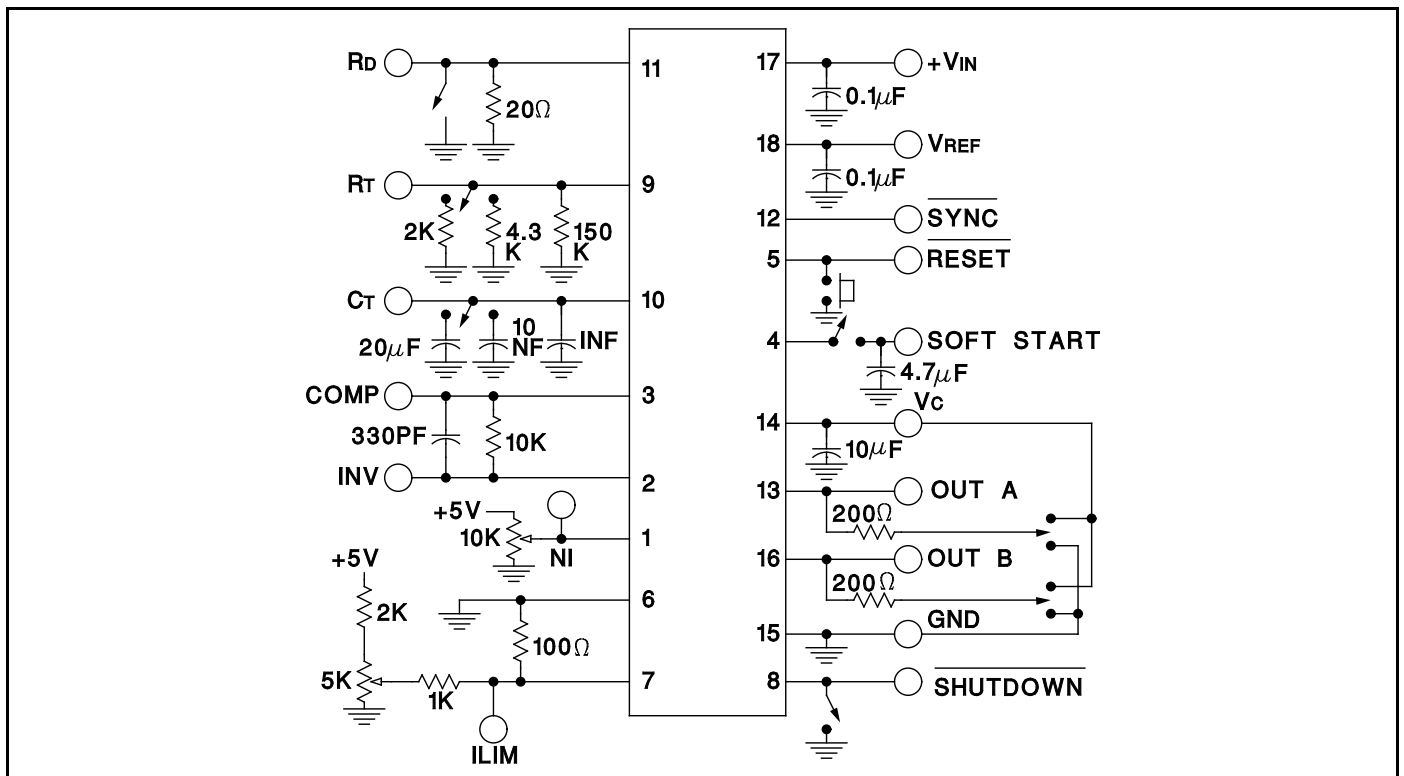 RD
11
20Ω
RT
9
2K
4.3
K
150
K
CT
10
20μF
10
NF
INF
COMP
3
330PF
10K
INV
2
+5V
10K
1
NI
+5V
6
2K
100Ω
5K
1K
7
ILIM
17
+VIN
0.1μF
18
VREF
0.1μF
12
SYNC
5
RESET
4
SOFT START
4.7μF
VC
14
10μF
13
OUT A
200Ω
16
OUT B
200Ω
GND
15
8
SHUTDOWN